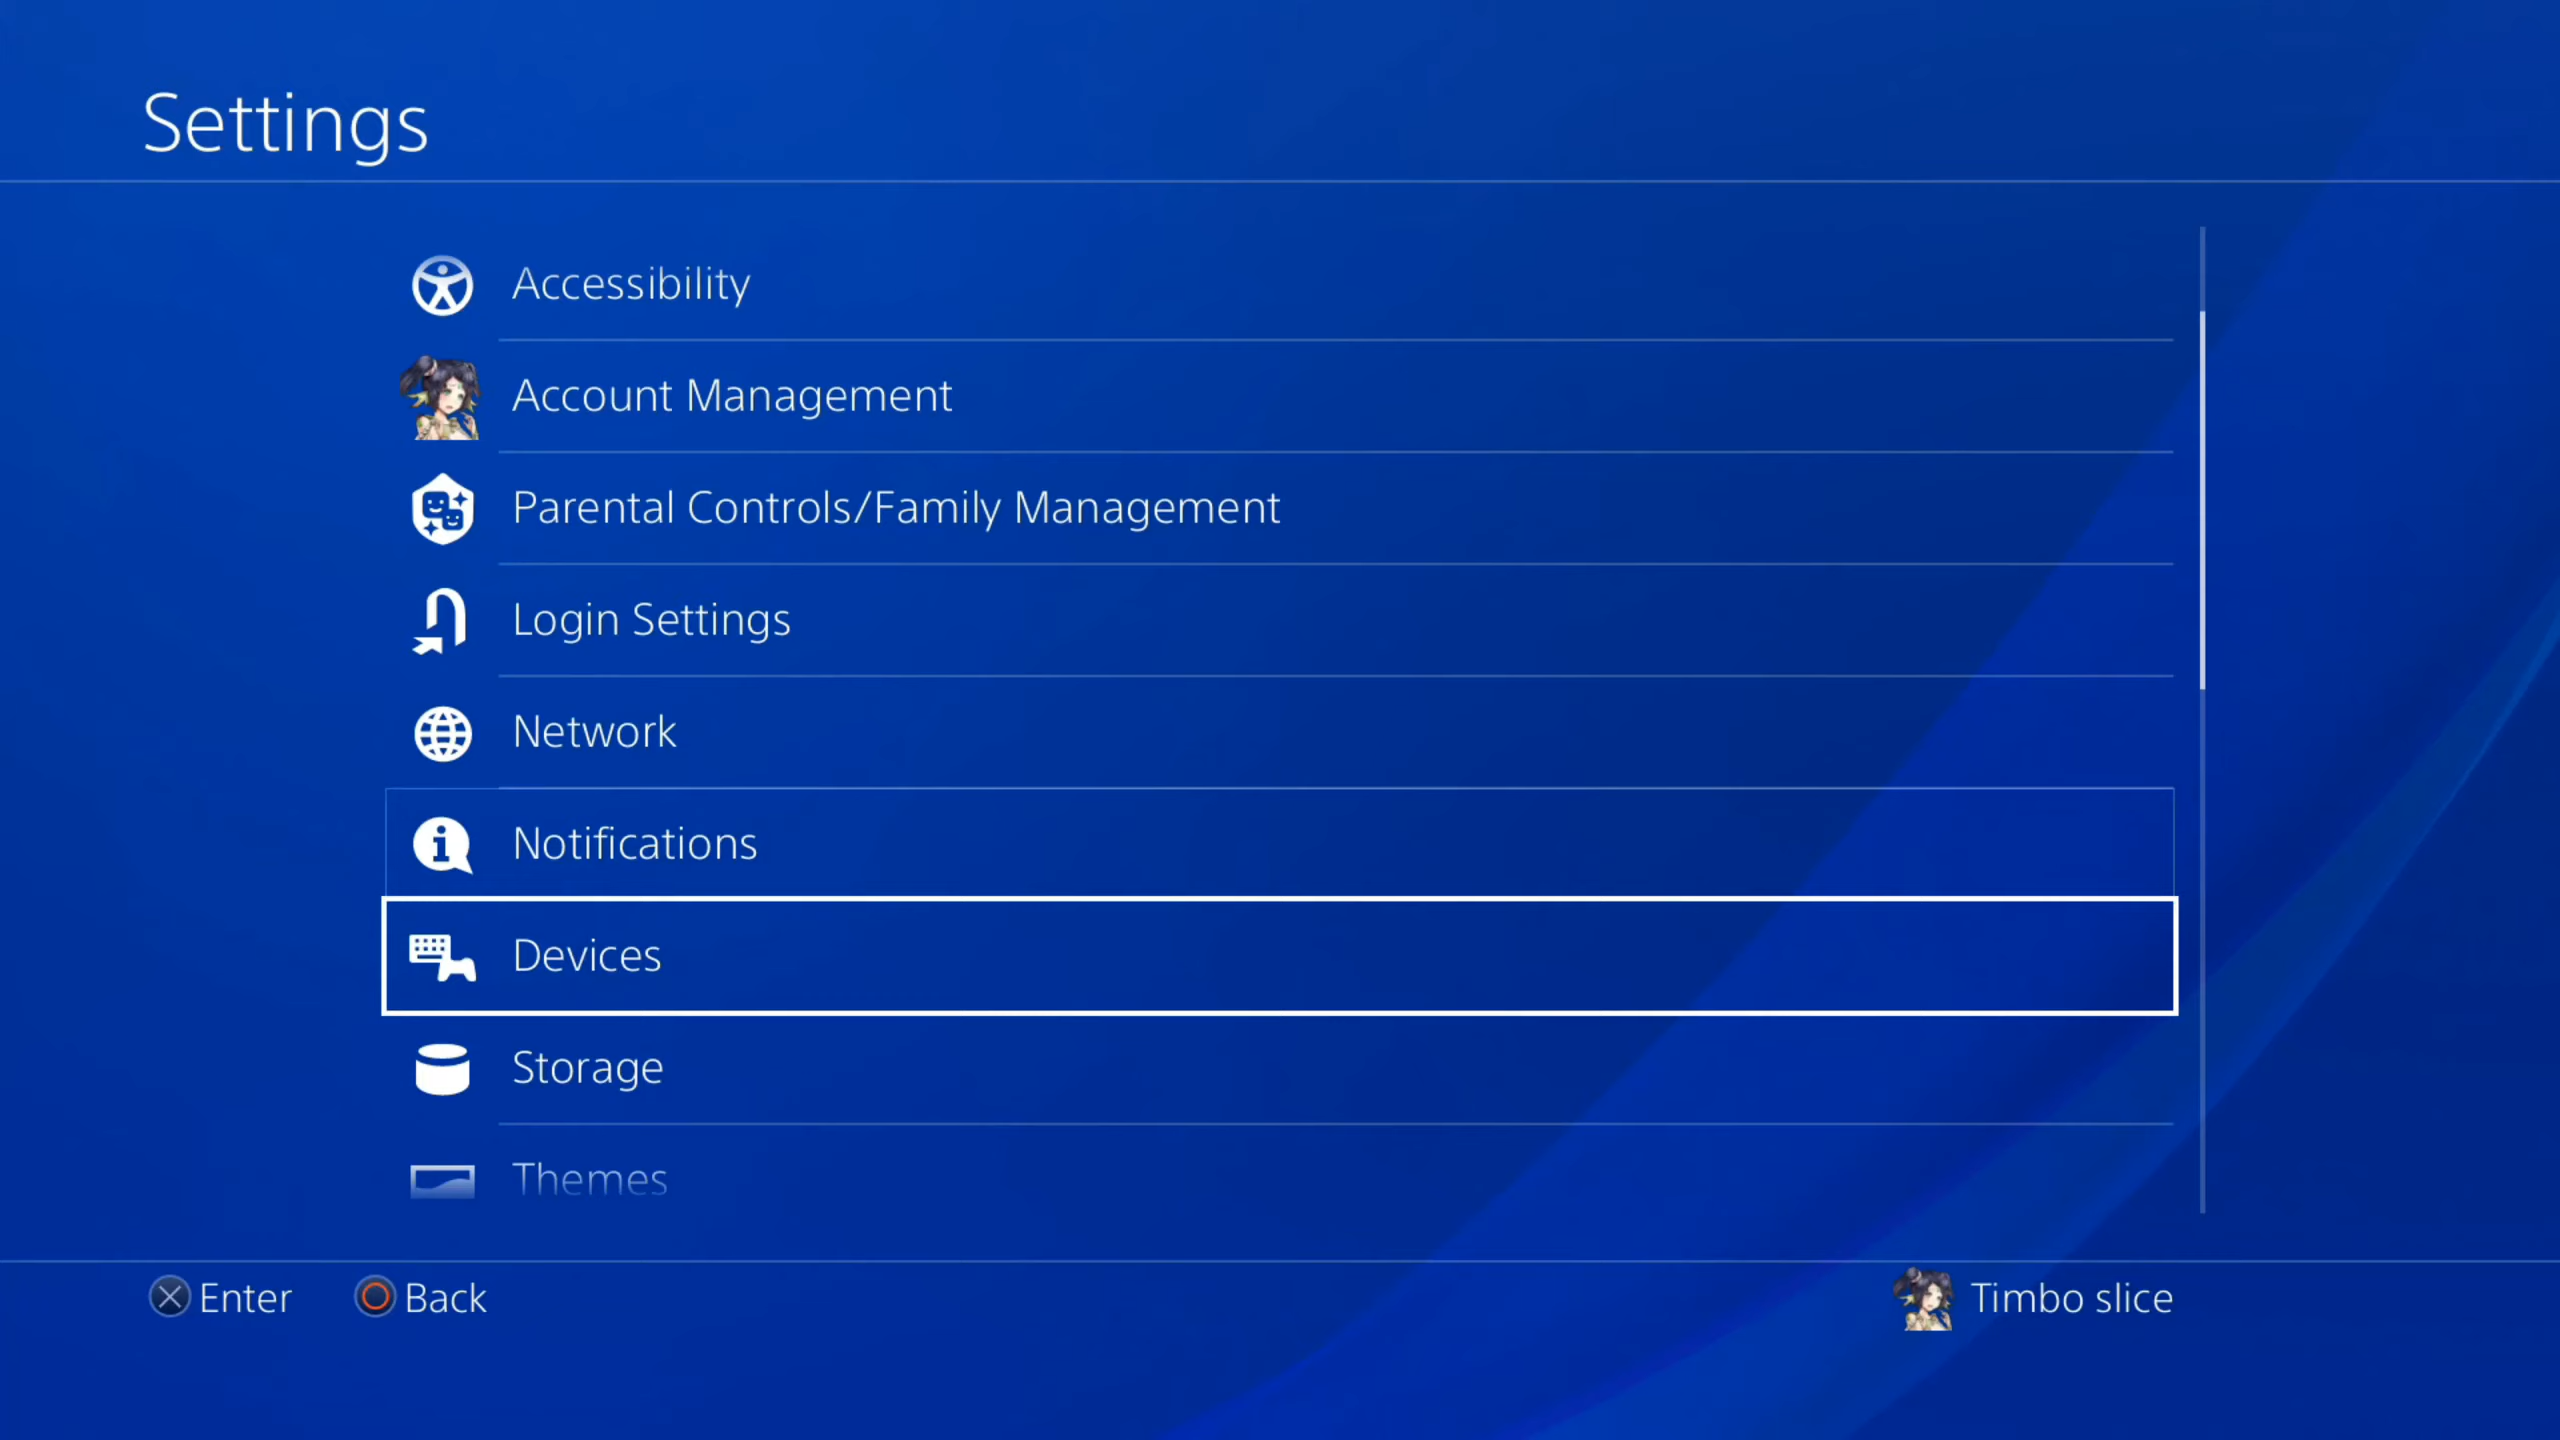 Settings
Accessibility
Account Management
Parental Controls/Family Management
Login Settings
Network
Notifications
Devices
Storage
Themes
Enter
Back
Timbo slice